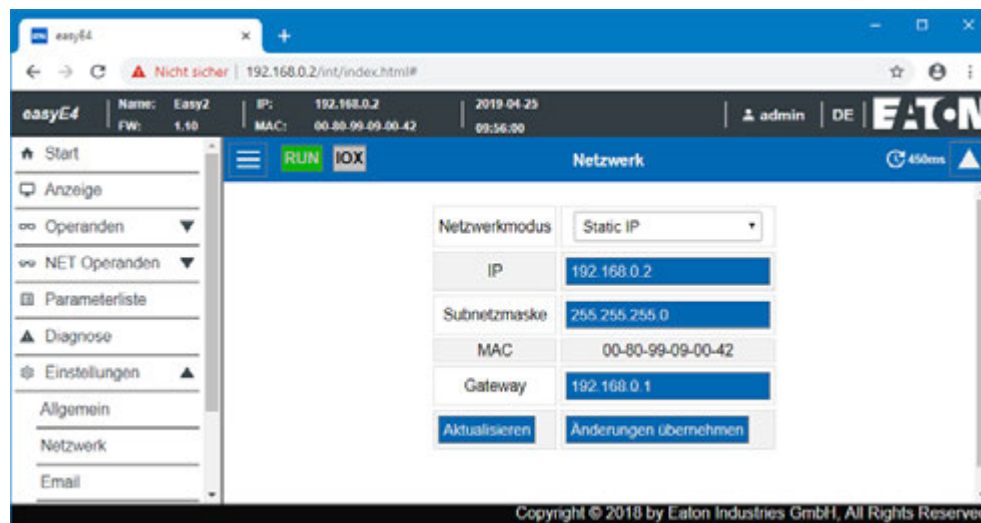 easyE4
Nicht sicher | 192.168.0.2/int/index.html#
easyE4
Name: Easy2
FW: 1.10
IP: 192.168.0.2
MAC: 00-80-99-09-00-42
2019-04-25
09:56:00
admin
DE
EATON
Start
Anzeige
Operanden
NET Operanden
Parameterliste
Diagnose
Einstellungen
Allgemein
Netzwerk
Email
RUN IOX
Netzwerk
450ms
Netzwerkmodus Static IP
IP 192.168.0.2
Subnetzmaske 255.255.255.0
MAC 00-80-99-09-00-42
Gateway 192.168.0.1
Aktualisieren Änderungen übernehmen
Copyright © 2018 by Eaton Industries GmbH, All Rights Reserved